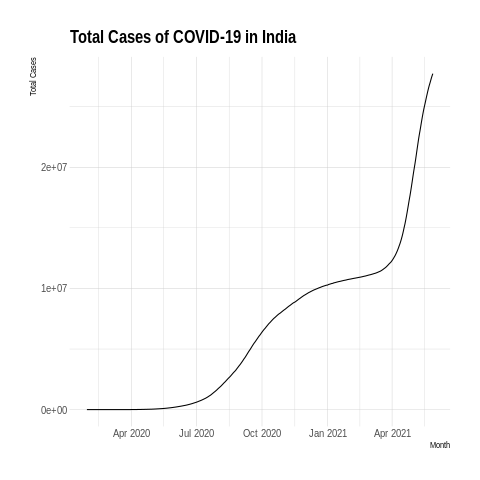 Total Cases of COVID-19 in India
Total Cases
2e+07
1e+07
0e+00
Apr 2020 Jul 2020 Oct 2020 Jan 2021 Apr 2021
Month